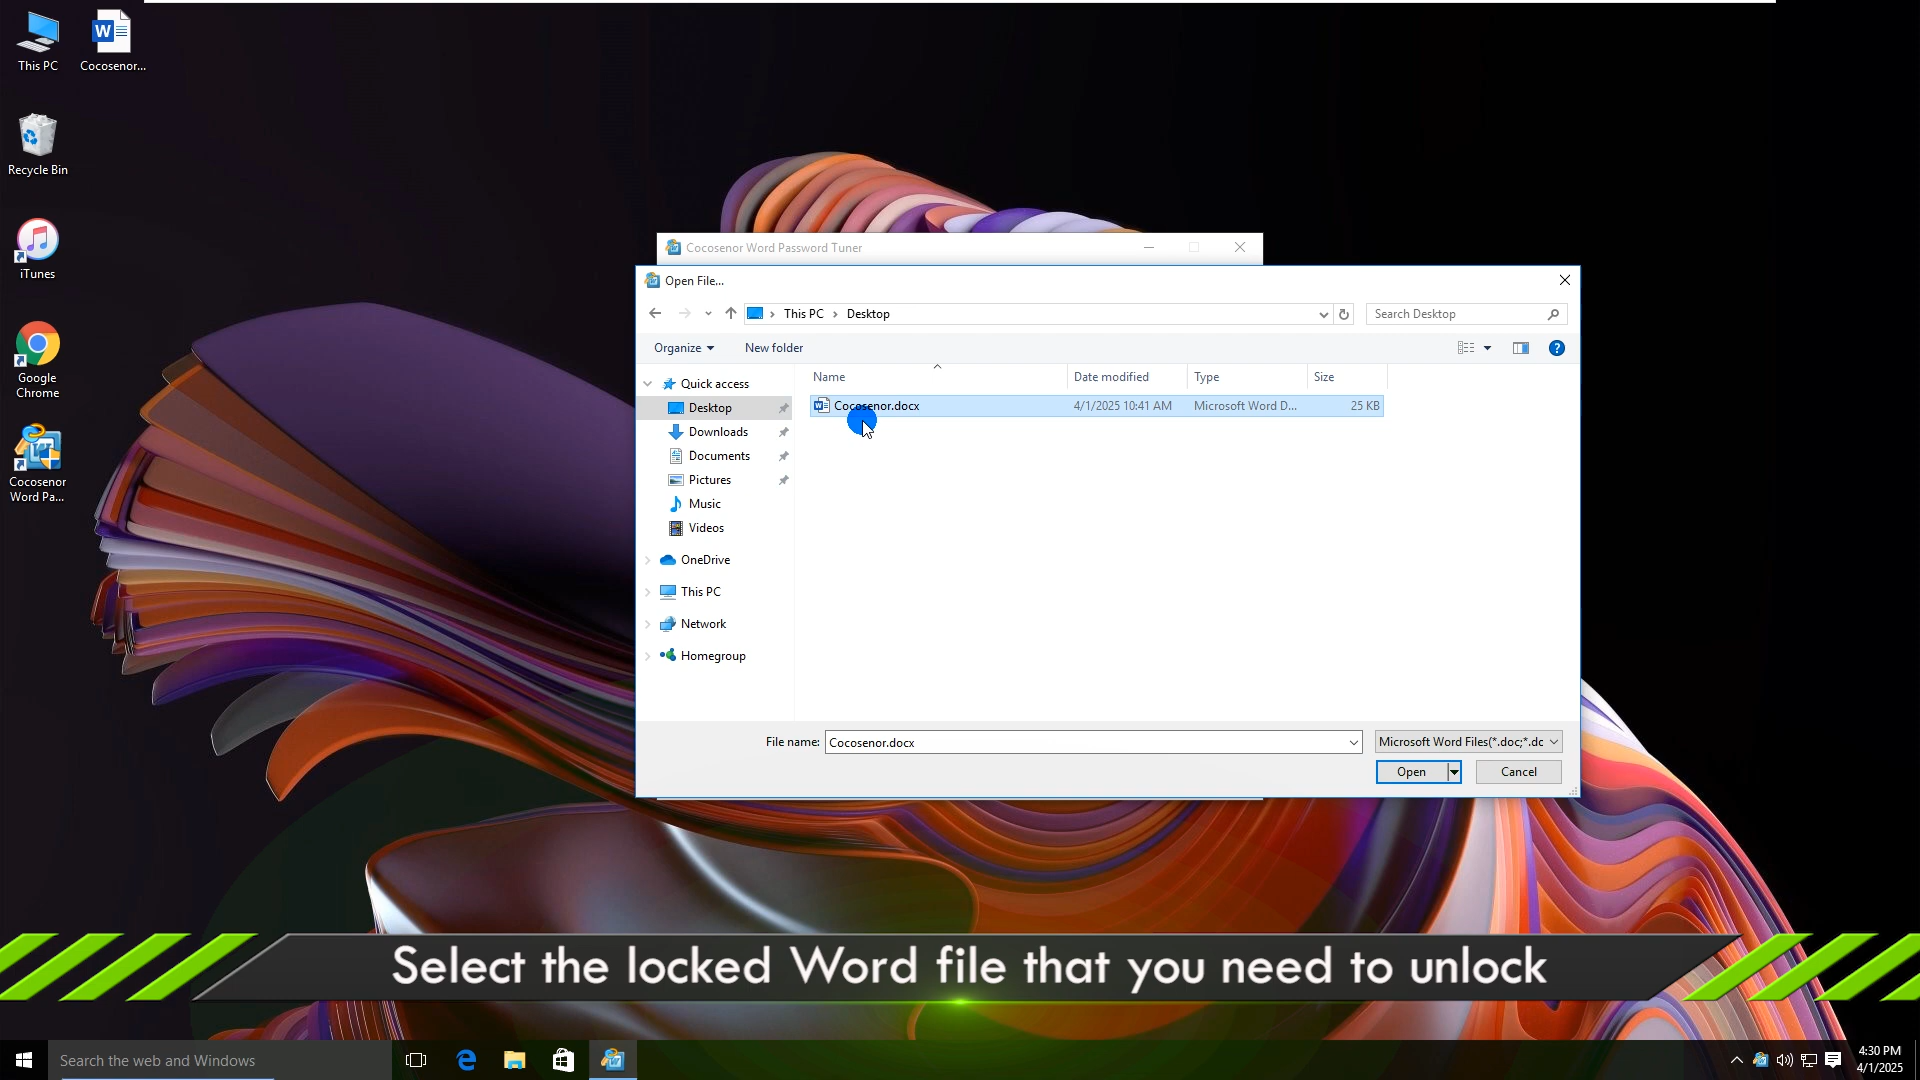 This PC
Cocosenor...
Recycle Bin
iTunes
Google
Chrome
Cocosenor
Word Pa...
Cocosenor Word Password Tuner
Open File...
This PC
Desktop
Search Desktop
Organize
New folder
Name
Date modified
Type
Size
Quick access
Desktop
Downloads
Documents
Pictures
Music
Videos
OneDrive
This PC
Network
Homegroup
Cocosenor.docx
4/1/2025 10:41 AM
Microsoft Word D...
25 KB
File name:
Cocosenor.docx
Microsoft Word Files(*.doc;*.dc
Open
Cancel
Select the locked Word file that you need to unlock
Search the web and Windows
4:30 PM
4/1/2025